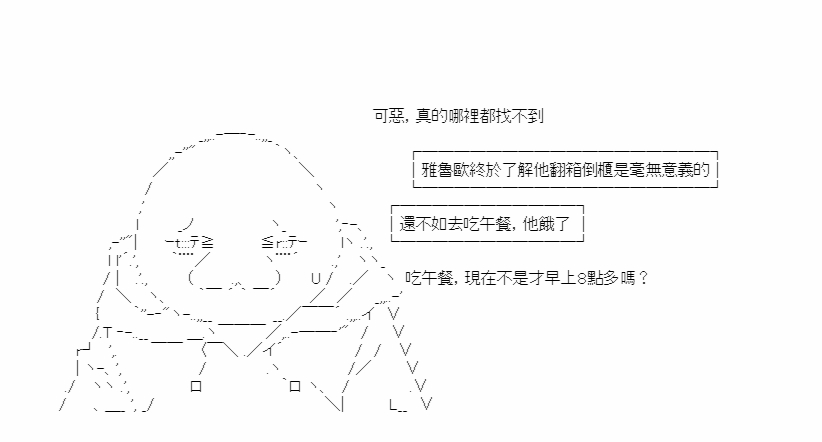 可惡，真的哪裡都找不到
雅魯歐終於了解他翻箱倒櫃是毫無意義的
還不如去吃午餐，他餓了
吃午餐，現在不是才早上8點多嗎？